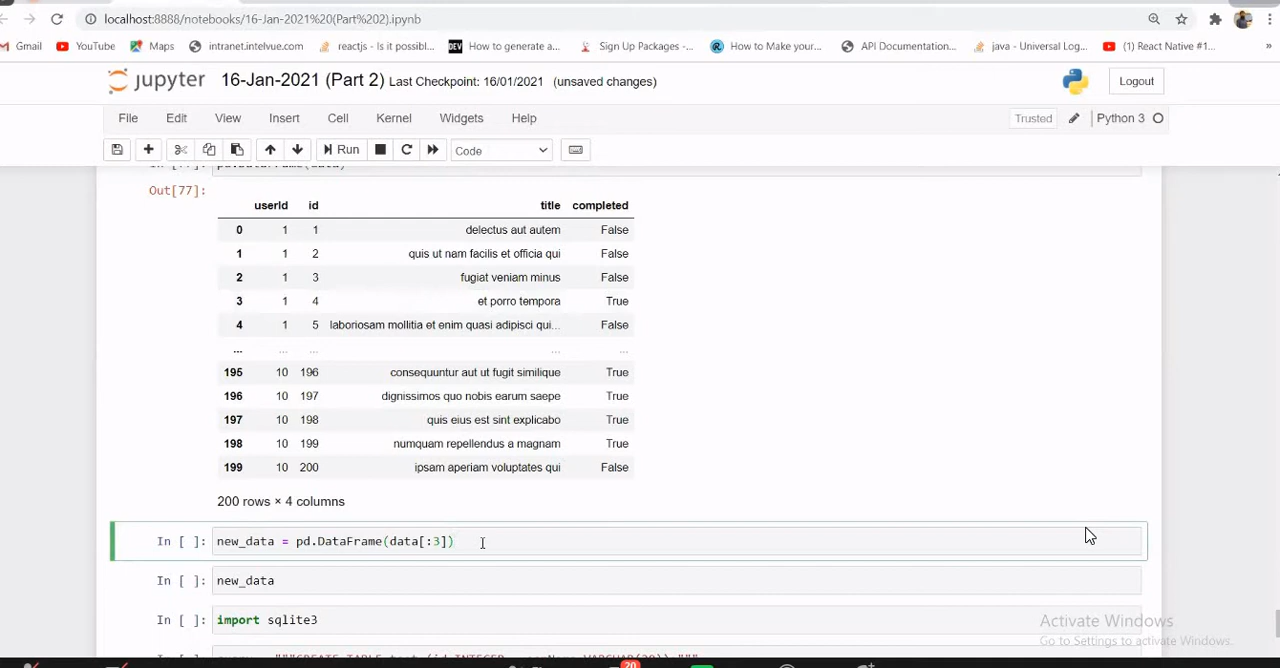 localhost:8888/notebooks/16-Jan-2021%20(Part%202).ipynb
Gmail YouTube Maps intranet.intelvue.com reactjs - Is it possibl... DEV How to generate a... Sign Up Packages -... How to Make your... API Documentation... java - Universal Log... (1) React Native #1... »
jupyter 16-Jan-2021 (Part 2) Last Checkpoint: 16/01/2021 (unsaved changes) Logout
File Edit View Insert Cell Kernel Widgets Help Trusted Python 3
Run Code
In [77]: pd.DataFrame(data)
Out[77]:
userId id title completed
0 1 1 delectus aut autem False
1 1 2 quis ut nam facilis et officia qui False
2 1 3 fugiat veniam minus False
3 1 4 et porro tempora True
4 1 5 laboriosam mollitia et enim quasi adipisci qui... False
... ... ... ... ...
195 10 196 consequuntur aut ut fugit similique True
196 10 197 dignissimos quo nobis earum saepe True
197 10 198 quis eius est sint explicabo True
198 10 199 numquam repellendus a magnam True
199 10 200 ipsam aperiam voluptates qui False
200 rows × 4 columns
In [ ]: new_data = pd.DataFrame(data[:3])
In [ ]: new_data
In [ ]: import sqlite3
Activate Windows
Go to Settings to activate Windows.
20